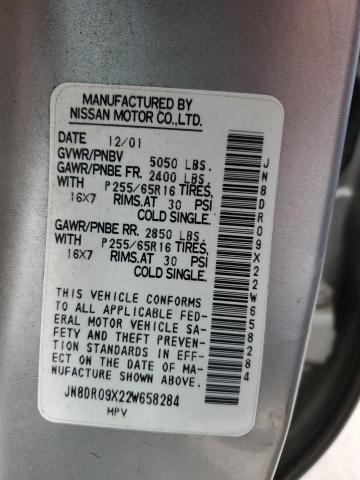 MANUFACTURED BY
NISSAN MOTOR CO.,LTD.
DATE 12/01
GVWR/PNBV 5050 LBS.
GAWR/PNBE FR. 2400 LBS.
WITH P255/65R16 TIRES,
16X7 RIMS.AT 30 PSI
COLD SINGLE.
GAWR/PNBE RR. 2850 LBS.
WITH P255/65R16 TIRES,
16X7 RIMS.AT 30 PSI
COLD SINGLE.
THIS VEHICLE CONFORMS
TO ALL APPLICABLE FED-
ERAL MOTOR VEHICLE SA-
FETY AND THEFT PREVENTION
STANDARDS IN EFF-
ECT ON THE DATE OF MA-
NUFACTURE SHOWN ABOVE.
JN8DR09X22W658284
MPV
JN8DR09X22W658284